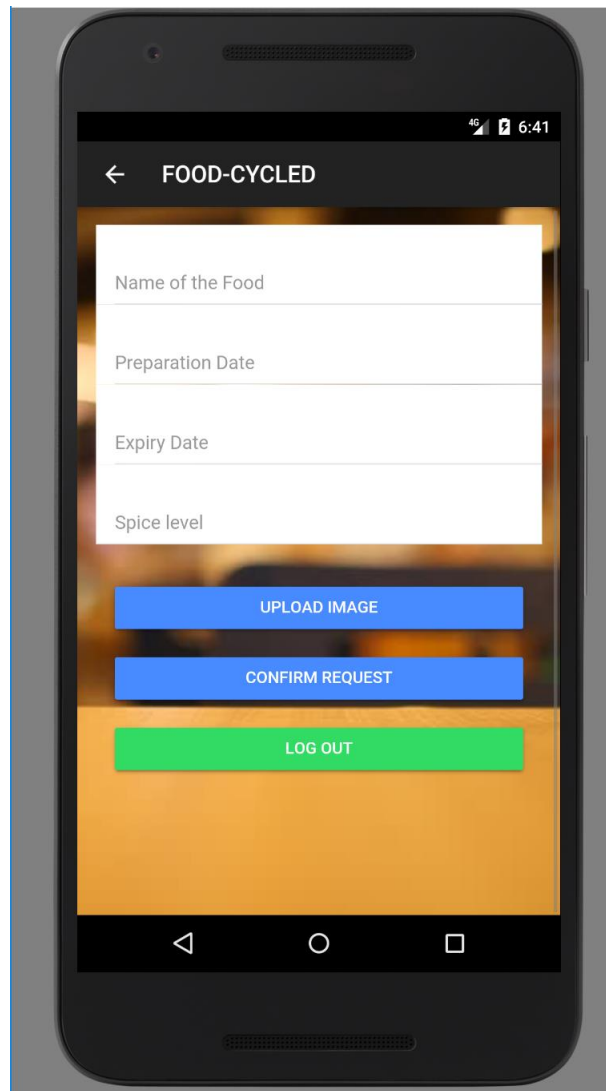 4G 6:41
FOOD-CYCLED
Name of the Food
Preparation Date
Expiry Date
Spice level
UPLOAD IMAGE
CONFIRM REQUEST
LOG OUT